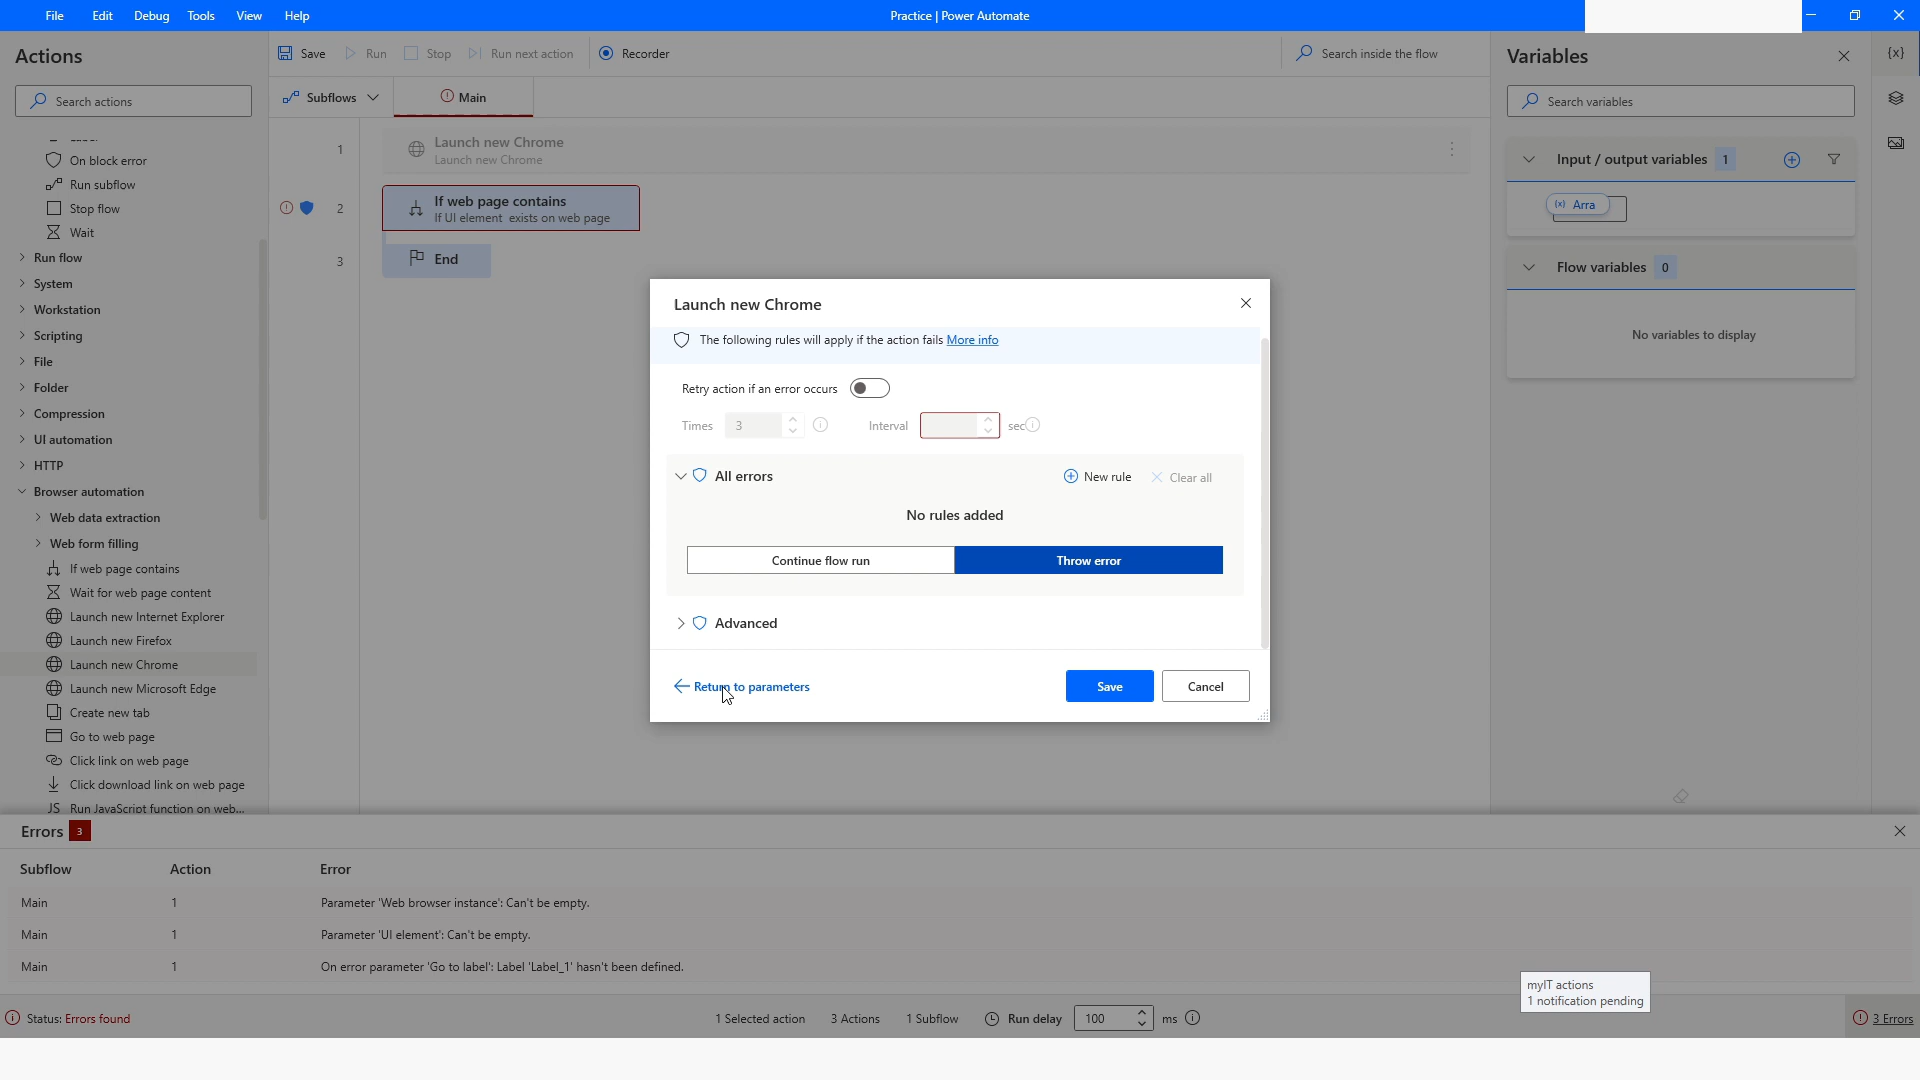 File Edit Debug Tools View Help
Practice | Power Automate
Actions
Search actions
On block error
Run subflow
Stop flow
Wait
Run flow
System
Workstation
Scripting
File
Folder
Compression
UI automation
HTTP
Browser automation
Web data extraction
Web form filling
If web page contains
Wait for web page content
Launch new Internet Explorer
Launch new Firefox
Launch new Chrome
Launch new Microsoft Edge
Create new tab
Go to web page
Click link on web page
Click download link on web page
JS Run JavaScript function on web...
Save Run Stop Run next action Recorder
Search inside the flow
Subflows Main
1 Launch new Chrome
Launch new Chrome
2 If web page contains
If UI element exists on web page
3 End
Launch new Chrome
The following rules will apply if the action fails More info
Retry action if an error occurs
Times 3 Interval sec
All errors New rule Clear all
No rules added
Continue flow run Throw error
Advanced
Return to parameters Save Cancel
Variables
{x}
Search variables
Input / output variables 1
(x) Arra
Flow variables 0
No variables to display
Errors 3
Subflow Action Error
Main 1 Parameter 'Web browser instance': Can't be empty.
Main 1 Parameter 'UI element': Can't be empty.
Main 1 On error parameter 'Go to label': Label 'Label_1' hasn't been defined.
myIT actions
1 notification pending
Status: Errors found 1 Selected action 3 Actions 1 Subflow Run delay 100 ms 3 Errors